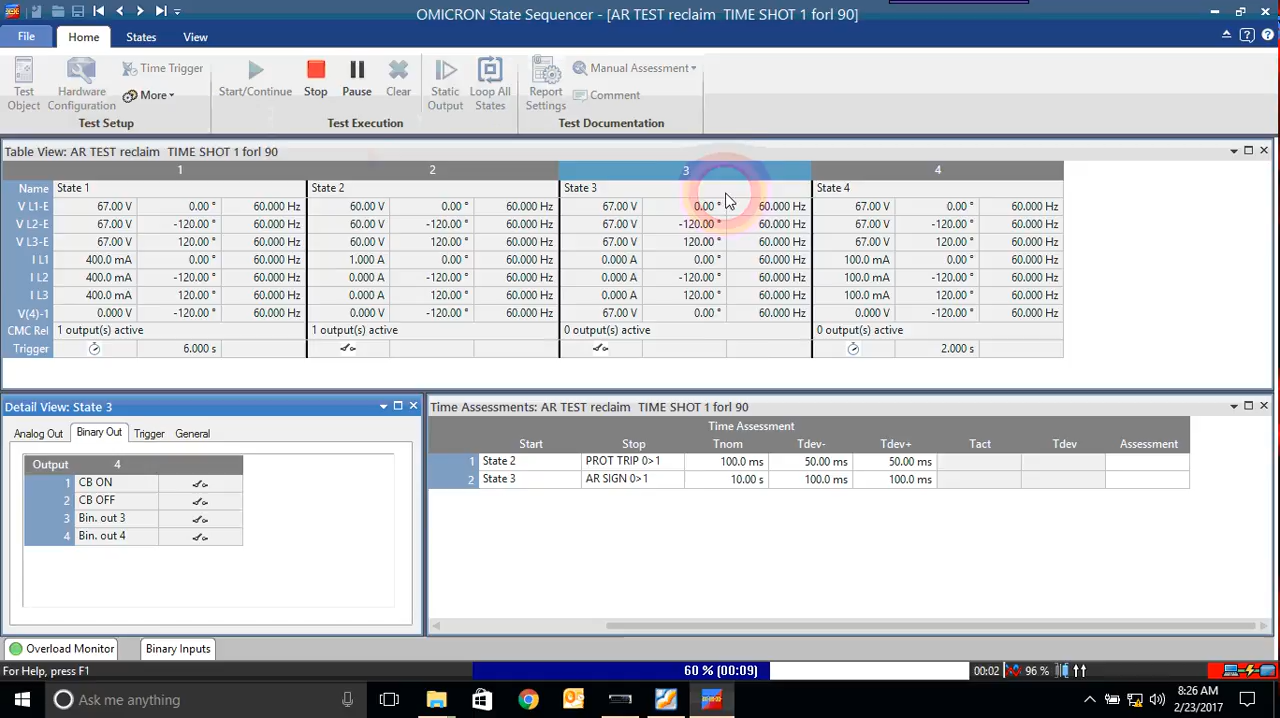 OMICRON State Sequencer - [AR TEST reclaim TIME SHOT 1 forl 90]
File Home States View
Test Object
Hardware Configuration
Time Trigger
More
Start/Continue
Stop
Pause
Clear
Static Output
Loop All States
Report Settings
Manual Assessment
Comment
Test Setup
Test Execution
Test Documentation
Table View: AR TEST reclaim TIME SHOT 1 forl 90
1 2 3 4
Name State 1 State 2 State 3 State 4
V L1-E 67.00 V 0.00 ° 60.000 Hz 60.00 V 0.00 ° 60.000 Hz 67.00 V 0.00 ° 60.000 Hz 67.00 V 0.00 ° 60.000 Hz
V L2-E 67.00 V -120.00 ° 60.000 Hz 60.00 V -120.00 ° 60.000 Hz 67.00 V -120.00 ° 60.000 Hz 67.00 V -120.00 ° 60.000 Hz
V L3-E 67.00 V 120.00 ° 60.000 Hz 60.00 V 120.00 ° 60.000 Hz 67.00 V 120.00 ° 60.000 Hz 67.00 V 120.00 ° 60.000 Hz
I L1 400.0 mA 0.00 ° 60.000 Hz 1.000 A 0.00 ° 60.000 Hz 0.000 A 0.00 ° 60.000 Hz 100.0 mA 0.00 ° 60.000 Hz
I L2 400.0 mA -120.00 ° 60.000 Hz 0.000 A -120.00 ° 60.000 Hz 0.000 A -120.00 ° 60.000 Hz 100.0 mA -120.00 ° 60.000 Hz
I L3 400.0 mA 120.00 ° 60.000 Hz 0.000 A 120.00 ° 60.000 Hz 0.000 A 120.00 ° 60.000 Hz 100.0 mA 120.00 ° 60.000 Hz
V(4)-1 0.000 V -120.00 ° 60.000 Hz 0.000 V -120.00 ° 60.000 Hz 67.00 V 0.00 ° 60.000 Hz 0.000 V -120.00 ° 60.000 Hz
CMC Rel 1 output(s) active 1 output(s) active 0 output(s) active 0 output(s) active
Trigger 6.000 s 2.000 s
Detail View: State 3
Analog Out Binary Out Trigger General
Output 4
1 CB ON
2 CB OFF
3 Bin. out 3
4 Bin. out 4
Time Assessments: AR TEST reclaim TIME SHOT 1 forl 90
Time Assessment
Start Stop Tnom Tdev- Tdev+ Tact Tdev Assessment
1 State 2 PROT TRIP 0>1 100.0 ms 50.00 ms 50.00 ms
2 State 3 AR SIGN 0>1 10.00 s 100.0 ms 100.0 ms
Overload Monitor Binary Inputs
For Help, press F1 60 % (00:09) 00:02 96 %
Ask me anything
8:26 AM
2/23/2017